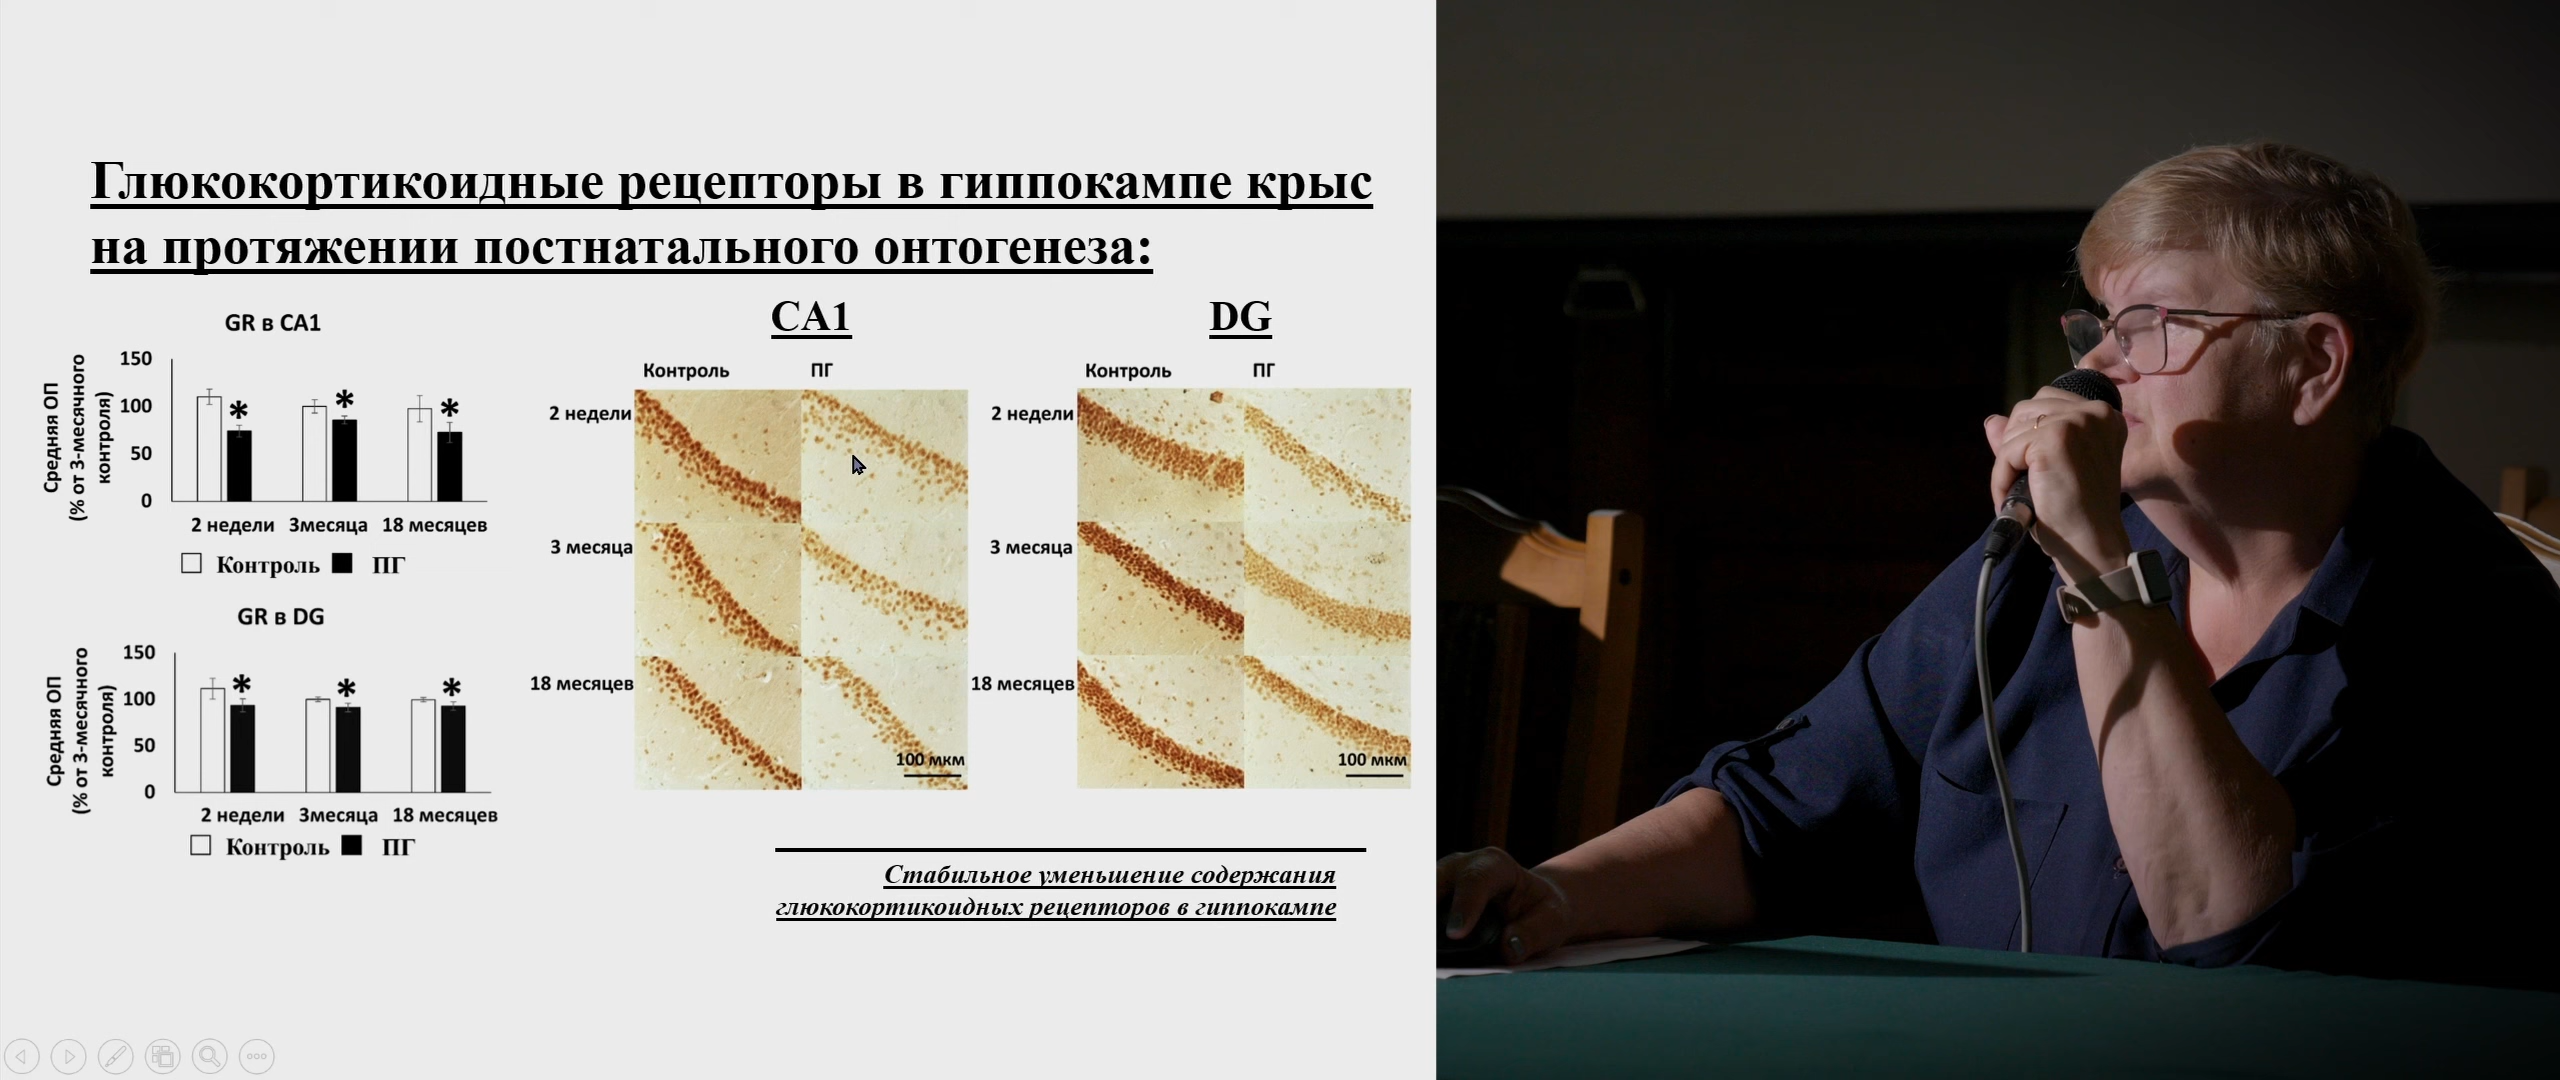 Глюкокортикоидные рецепторы в гиппокампе крыс
на протяжении постнатального онтогенеза:
GR в CA1
Средняя ОП
(% от 3-месячного
контроля)
150
100
50
0
* * *
2 недели 3месяца 18 месяцев
Контроль ПГ
GR в DG
Средняя ОП
(% от 3-месячного
контроля)
150
100
50
0
* * *
2 недели 3месяца 18 месяцев
Контроль ПГ
CA1
Контроль ПГ
2 недели
3 месяца
18 месяцев
100 мкм
DG
Контроль ПГ
2 недели
3 месяца
18 месяцев
100 мкм
Стабильное уменьшение содержания
глюкокортикоидных рецепторов в гиппокампе